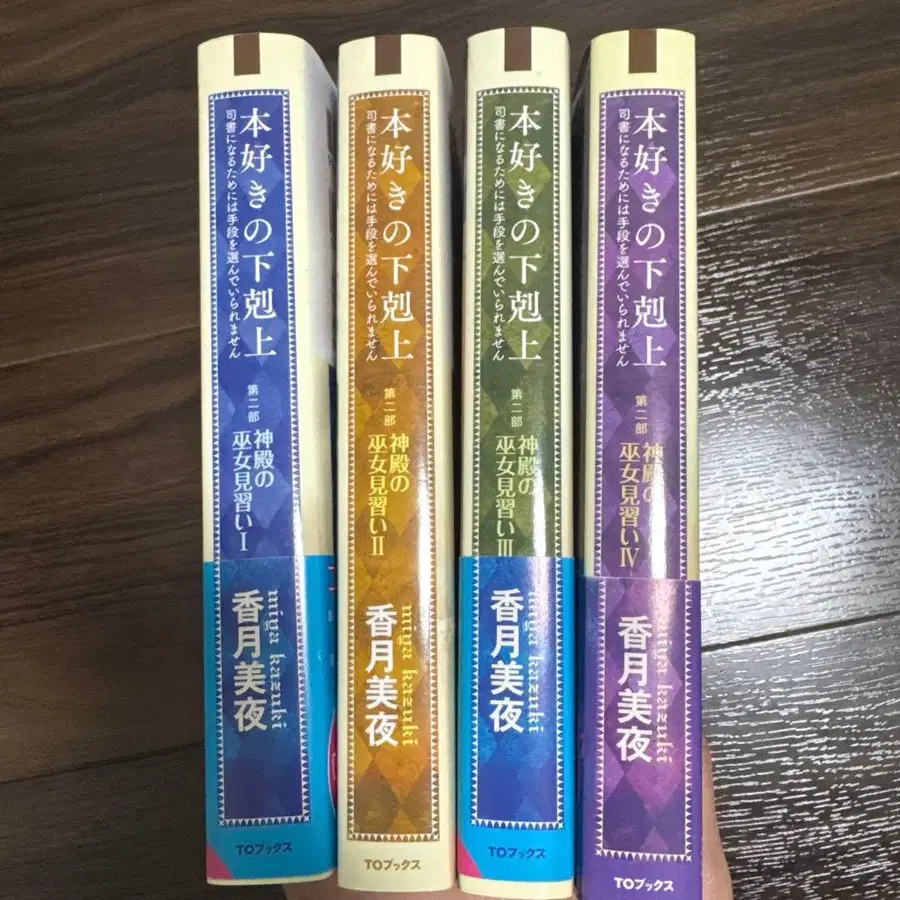 本好きの下剋上
司書になるためには手段を選んでいられません
第二部
神殿の
巫女見習いI
miya kazuki
香月美夜
TOブックス
本好きの下剋上
司書になるためには手段を選んでいられません
第二部
神殿の
巫女見習いII
miya kazuki
香月美夜
TOブックス
本好きの下剋上
司書になるためには手段を選んでいられません
第二部
神殿の
巫女見習いIII
miya kazuki
香月美夜
TOブックス
本好きの下剋上
司書になるためには手段を選んでいられません
第二部
神殿の
巫女見習いIV
miya kazuki
香月美夜
TOブックス